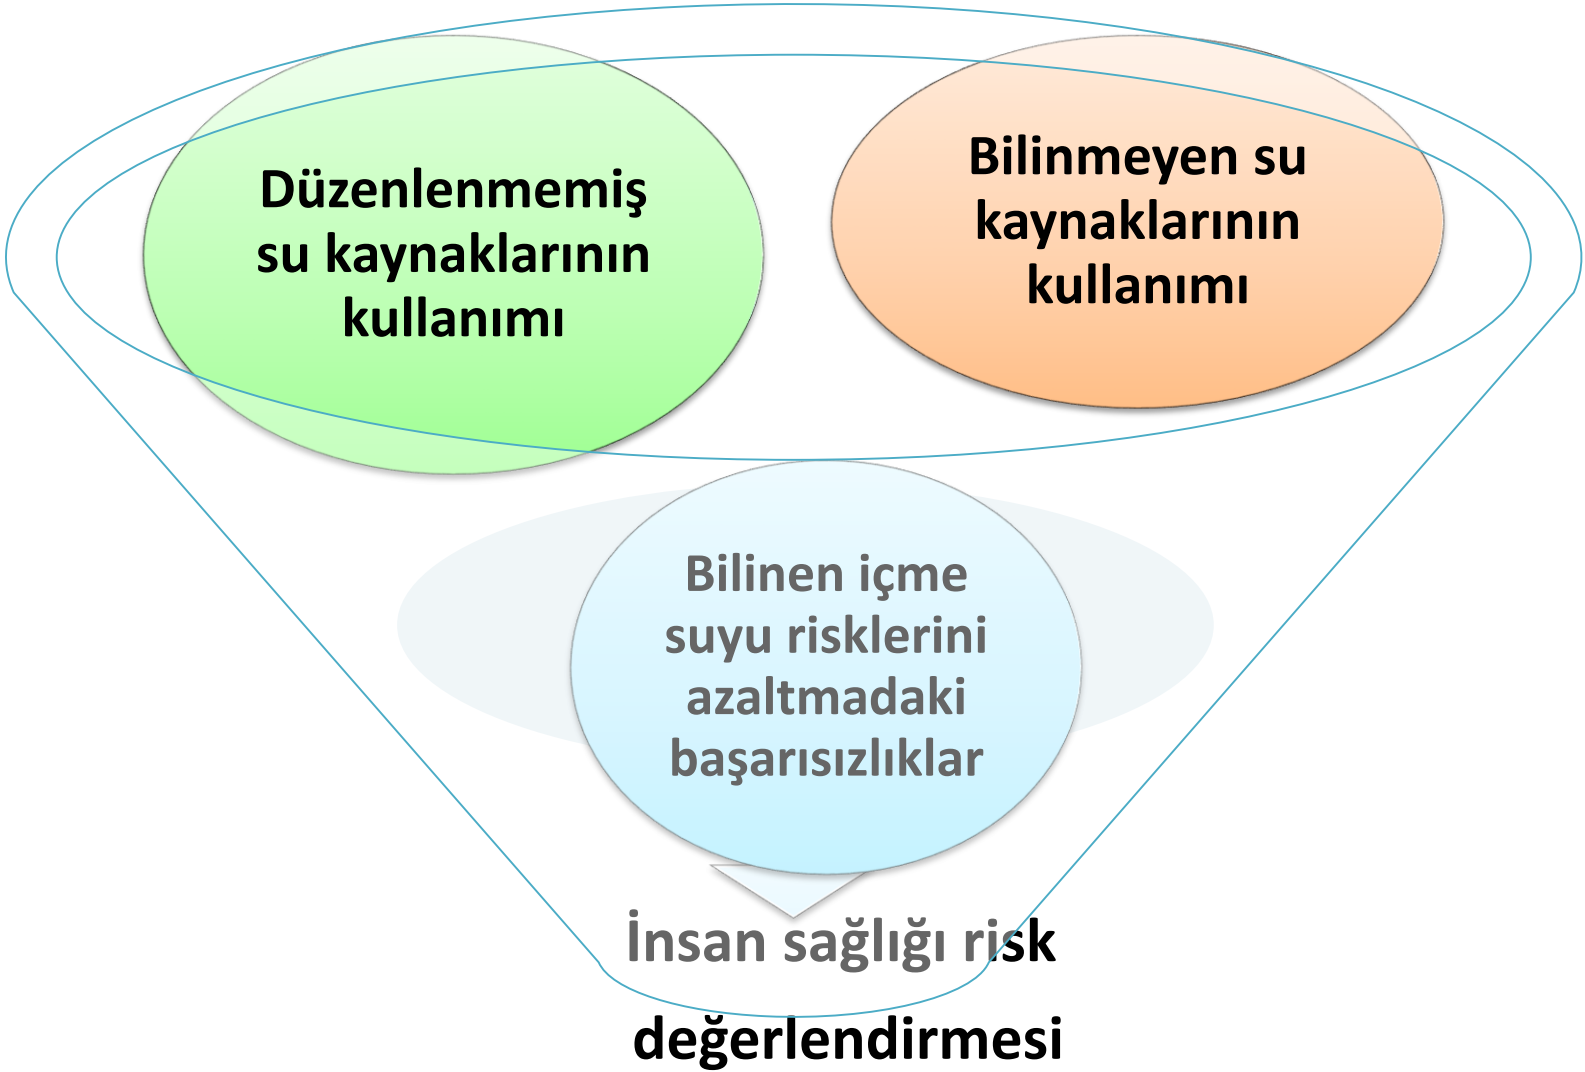 Düzenlenmemiş
su kaynaklarının
kullanımı
Bilinmeyen su
kaynaklarının
kullanımı
Bilinen içme
suyu risklerini
azaltmadaki
başarısızlıklar
İnsan sağlığı risk
değerlendirmesi